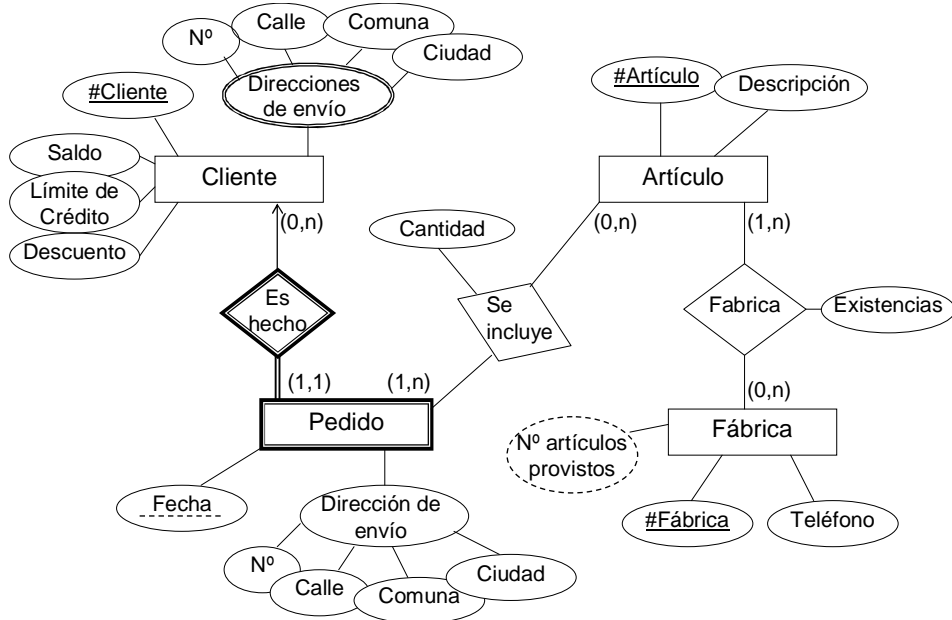 Nº
Calle
Comuna
Ciudad
Direcciones
de envío
#Cliente
Saldo
Límite de
Crédito
Descuento
Cliente
(0,n)
Es
hecho
(1,1)
(1,n)
Pedido
Fecha
Dirección de
envío
Nº
Calle
Comuna
Ciudad
Cantidad
Se
incluye
#Artículo
Descripción
Artículo
(0,n)
(1,n)
Fabrica
Existencias
(0,n)
Fábrica
Nº artículos
provistos
#Fábrica
Teléfono